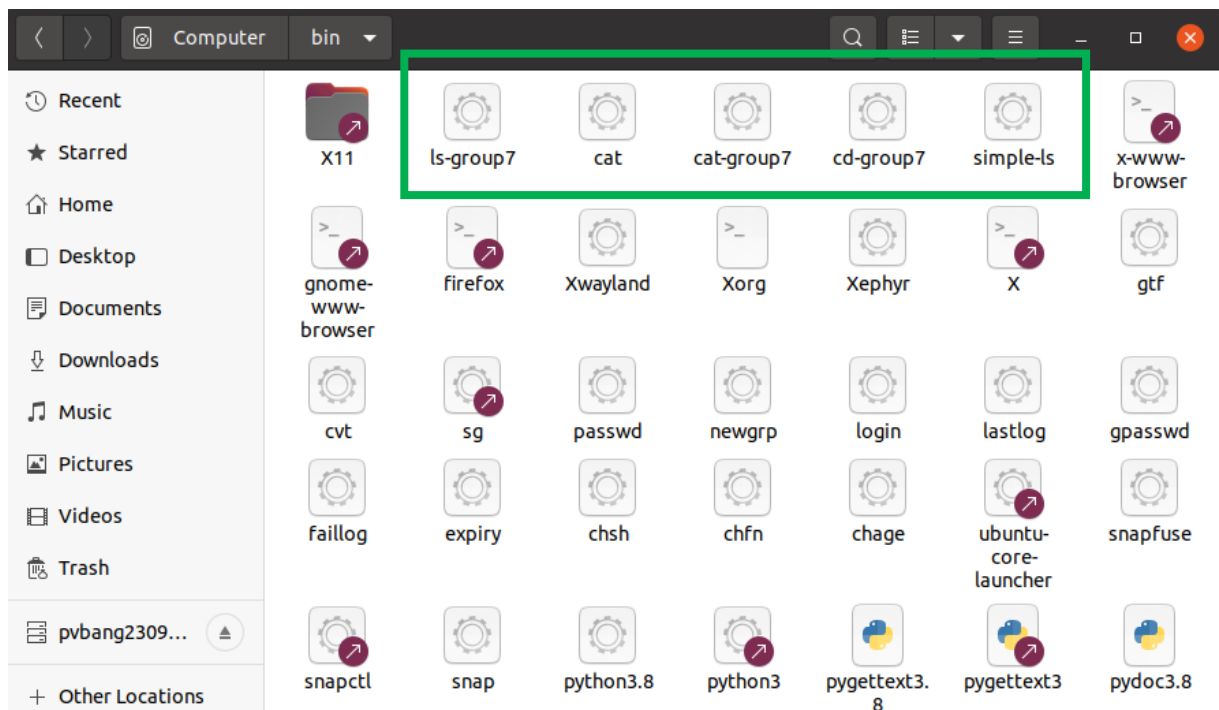 Computer
bin
Recent
Starred
Home
Desktop
Documents
Downloads
Music
Pictures
Videos
Trash
pvbang2309...
+ Other Locations
X11
ls-group7
cat
cat-group7
cd-group7
simple-ls
x-www-
browser
gnome-
www-
browser
firefox
Xwayland
Xorg
Xephyr
X
gtf
cvt
sg
passwd
newgrp
login
lastlog
gpasswd
faillog
expiry
chsh
chfn
chage
ubuntu-
core-
launcher
snapfuse
snapctl
snap
python3.8
python3
pygettext3.
8
pygettext3
pydoc3.8